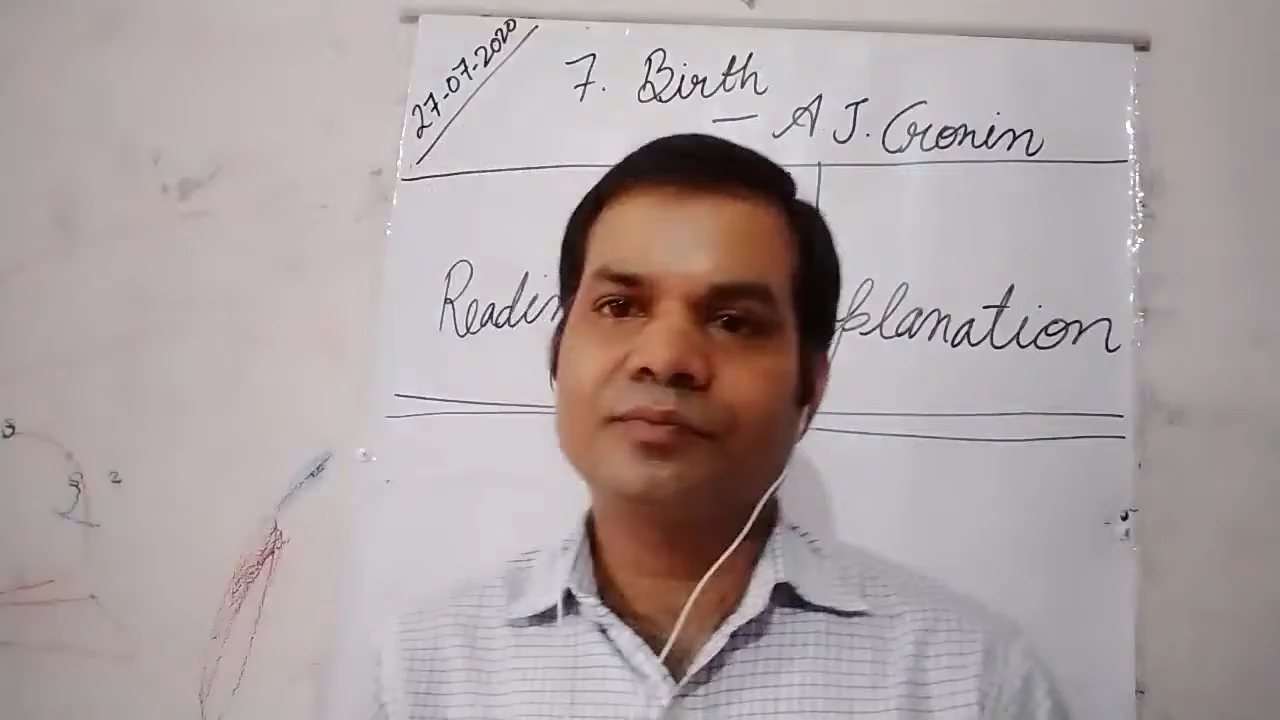 27-07-2020
7. Birth
— A J. Cronin
Readin planation